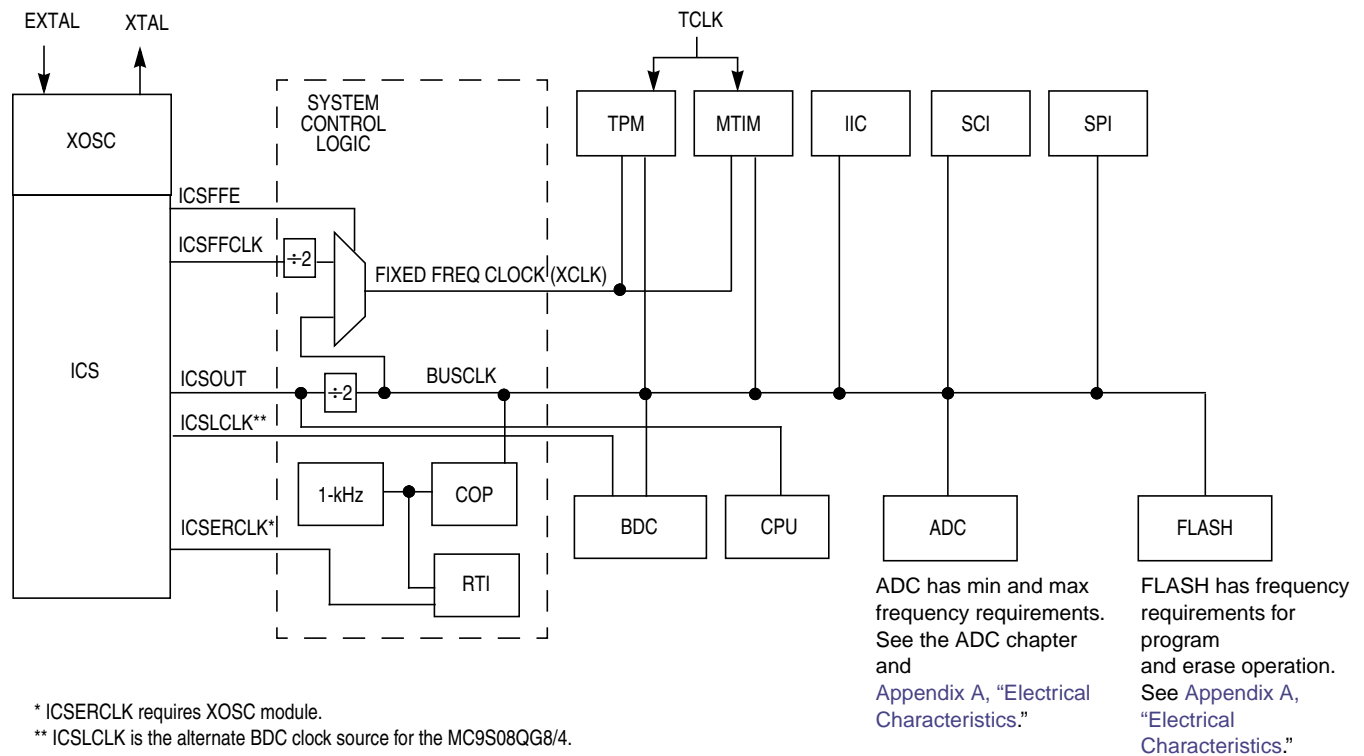 EXTAL
XTAL
TCLK
SYSTEM
CONTROL
LOGIC
XOSC
TPM
MTIM
IIC
SCI
SPI
ICSFFE
ICSFFCLK
÷2
FIXED FREQ CLOCK (XCLK)
ICS
ICSOUT
÷2
BUSCLK
ICSLCLK**
1-kHz
COP
BDC
CPU
ADC
FLASH
ICSERCLK*
RTI
ADC has min and max
frequency requirements.
See the ADC chapter
and
Appendix A, “Electrical
Characteristics.”
FLASH has frequency
requirements for
program
and erase operation.
See Appendix A,
“Electrical
Characteristics.”
* ICSERCLK requires XOSC module.
** ICSLCLK is the alternate BDC clock source for the MC9S08QG8/4.